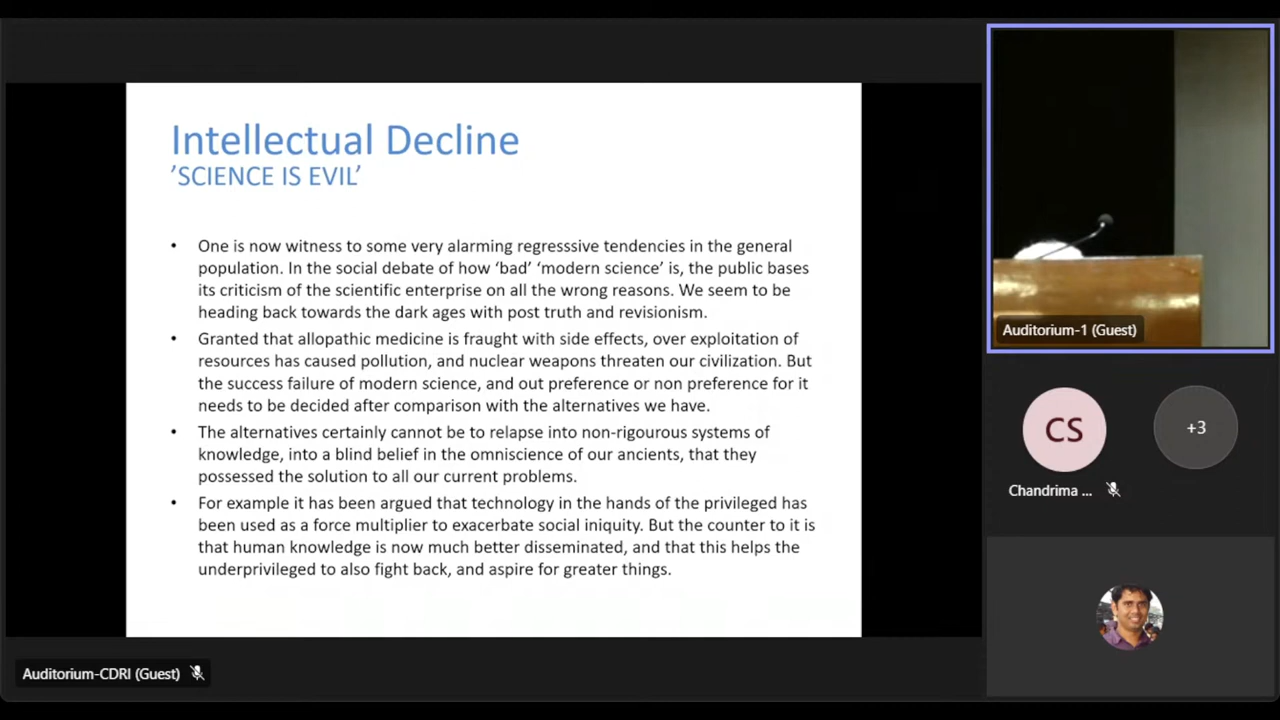 Intellectual Decline
’SCIENCE IS EVIL’
• One is now witness to some very alarming regresssive tendencies in the general
population. In the social debate of how ‘bad’ ‘modern science’ is, the public bases
its criticism of the scientific enterprise on all the wrong reasons. We seem to be
heading back towards the dark ages with post truth and revisionism.
• Granted that allopathic medicine is fraught with side effects, over exploitation of
resources has caused pollution, and nuclear weapons threaten our civilization. But
the success failure of modern science, and out preference or non preference for it
needs to be decided after comparison with the alternatives we have.
• The alternatives certainly cannot be to relapse into non-rigourous systems of
knowledge, into a blind belief in the omniscience of our ancients, that they
possessed the solution to all our current problems.
• For example it has been argued that technology in the hands of the privileged has
been used as a force multiplier to exacerbate social iniquity. But the counter to it is
that human knowledge is now much better disseminated, and that this helps the
underprivileged to also fight back, and aspire for greater things.
Auditorium-CDRI (Guest)
Auditorium-1 (Guest)
CS
+3
Chandrima ...